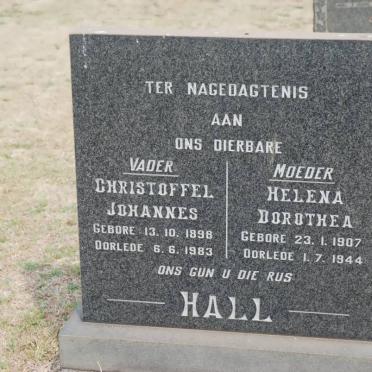 TER NAGEDAGTENIS
AAN
ONS DIERBARE
VADER
CHRISTOFFEL
JOHANNES
GEBORE 13.10.1898
OORLEDE 6.6.1983
MOEDER
HELENA
DOROTHEA
GEBORE 23.1.1907
OORLEDE 1.7.1944
ONS GUN U DIE RUS
HALL